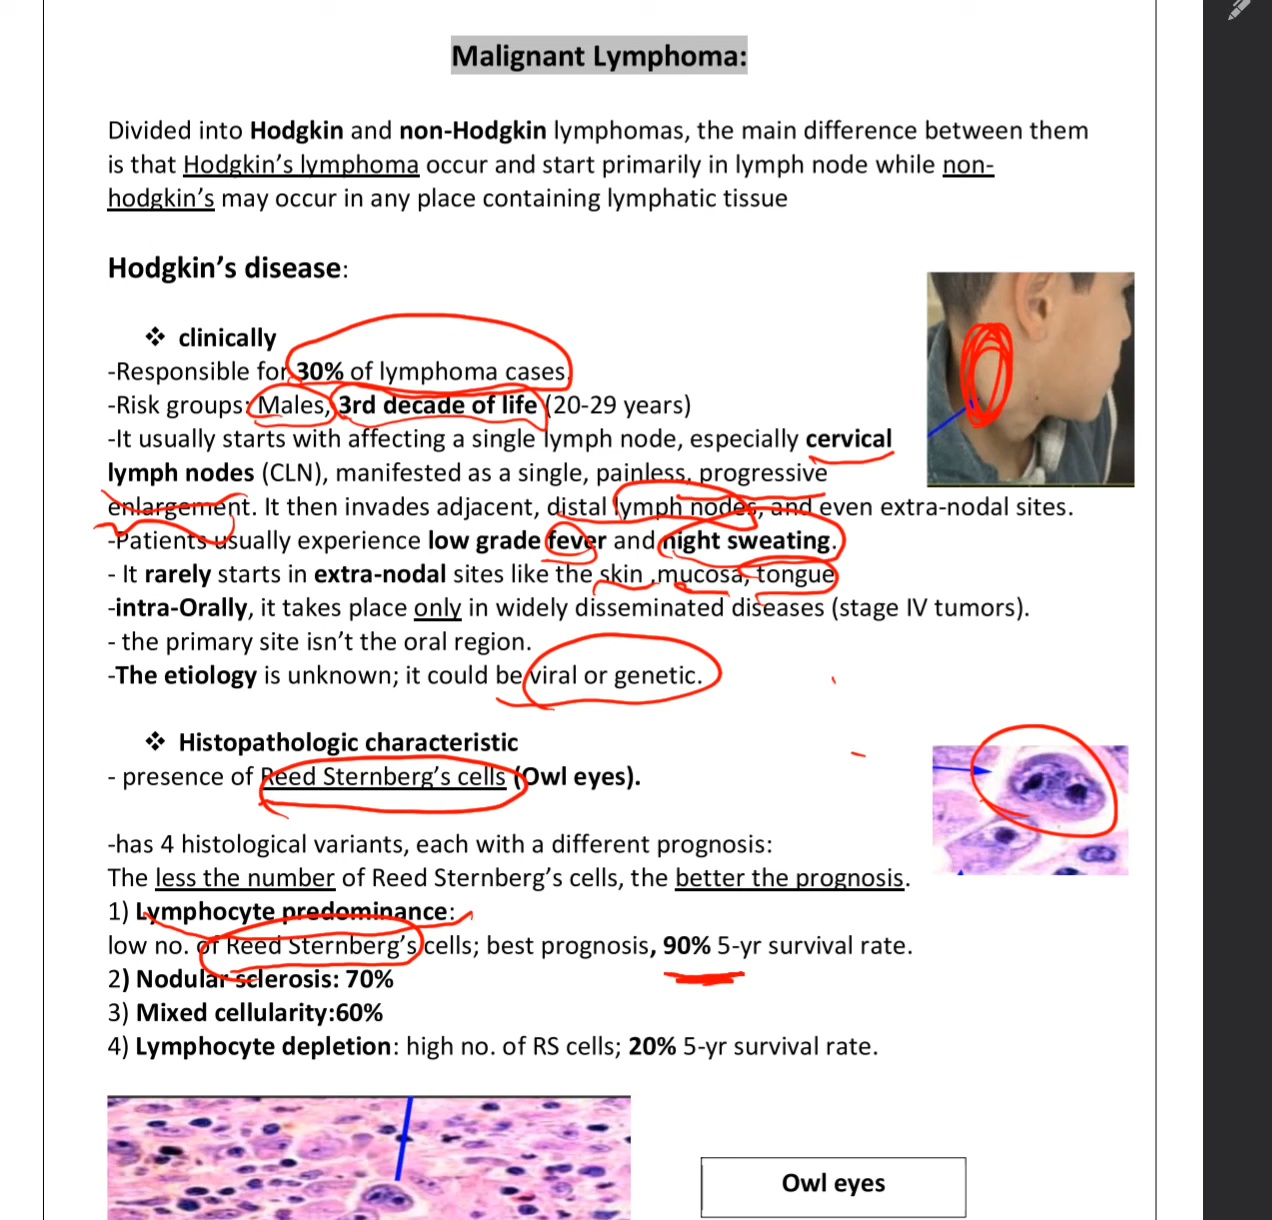 Malignant Lymphoma:
Divided into Hodgkin and non-Hodgkin lymphomas, the main difference between them
is that Hodgkin’s lymphoma occur and start primarily in lymph node while non-
hodgkin’s may occur in any place containing lymphatic tissue
Hodgkin’s disease:
❖ clinically
-Responsible for 30% of lymphoma cases.
-Risk groups: Males, 3rd decade of life (20-29 years)
-It usually starts with affecting a single lymph node, especially cervical
lymph nodes (CLN), manifested as a single, painless, progressive
enlargement. It then invades adjacent, distal lymph nodes, and even extra-nodal sites.
-Patients usually experience low grade fever and night sweating.
- It rarely starts in extra-nodal sites like the skin ,mucosa, tongue
-intra-Orally, it takes place only in widely disseminated diseases (stage IV tumors).
- the primary site isn’t the oral region.
-The etiology is unknown; it could be viral or genetic.
❖ Histopathologic characteristic
- presence of Reed Sternberg’s cells (Owl eyes).
-has 4 histological variants, each with a different prognosis:
The less the number of Reed Sternberg’s cells, the better the prognosis.
1) Lymphocyte predominance:
low no. of Reed Sternberg’s cells; best prognosis, 90% 5-yr survival rate.
2) Nodular sclerosis: 70%
3) Mixed cellularity:60%
4) Lymphocyte depletion: high no. of RS cells; 20% 5-yr survival rate.
Owl eyes